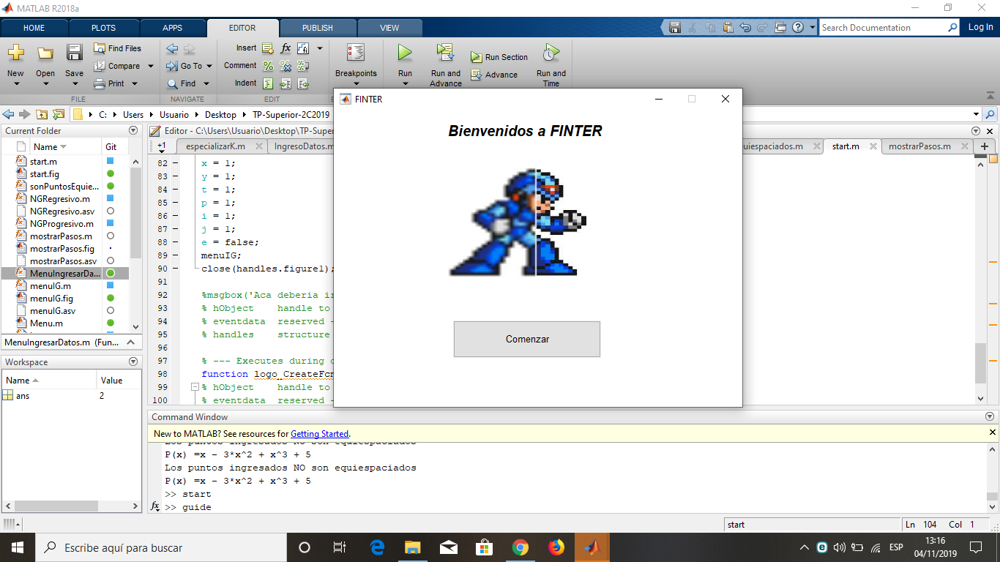 MATLAB R2018a
HOME PLOTS APPS EDITOR PUBLISH VIEW
Search Documentation Log In
New Open Save Find Files Compare Print
Go To Find
Insert fx
Comment
Indent
Breakpoints Run Run and Advance Run Section Advance Run and Time
FILE NAVIGATE EDIT
C: Users Usuario Desktop TP-Superior-2C2019
Current Folder
Name Git
start.m
start.fig
sonPuntosEquie...
NGRegresivo.m
NGRegresivo.asv
NGProgresivo.m
mostrarPasos.m
mostrarPasos.fig
mostrarPasos.asv
MenuIngresarDa...
menuIG.m
menuIG.fig
menuIG.asv
Menu.m
MenuIngresarDatos.m (Fun...
Workspace
Name Value
ans 2
Editor - C:\Users\Usuario\Desktop\TP-Super
+1 especializarK.m IngresoDatos.m uiespaciados.m start.m mostrarPasos.m
82 x = 1;
83 y = 1;
84 t = 1;
85 p = 1;
86 i = 1;
87 j = 1;
88 e = false;
89 menuIG;
90 close(handles.figure1);
91
92 %msgbox('Aca deberia ir
93 % hObject handle to
94 % eventdata reserved -
95 % handles structure
96
97 % --- Executes during
98 function logo_CreateFcn
99 % hObject handle to
100 % eventdata reserved -
FINTER
Bienvenidos a FINTER
Comenzar
Command Window
New to MATLAB? See resources for Getting Started.
Los puntos ingresados NO son equiespaciados
P(x) =x - 3*x^2 + x^3 + 5
Los puntos ingresados NO son equiespaciados
P(x) =x - 3*x^2 + x^3 + 5
>> start
fx >> guide
start Ln 104 Col 1
Escribe aquí para buscar
ESP
13:16
04/11/2019